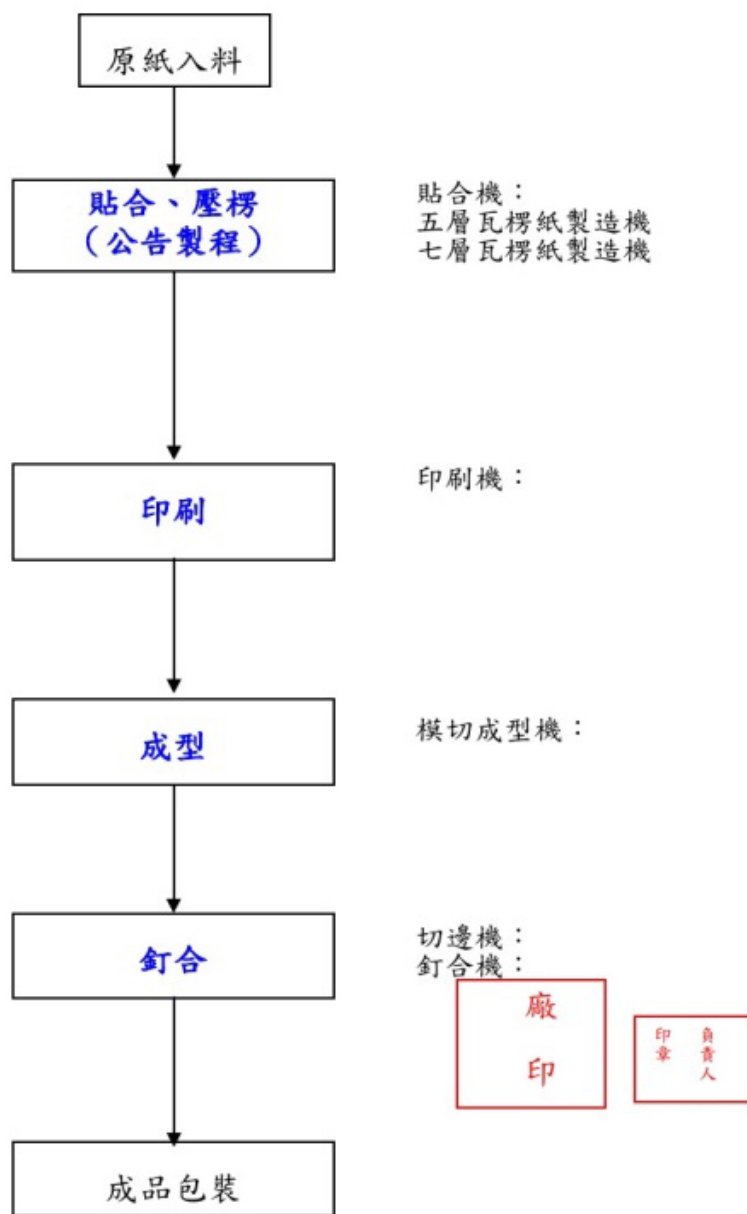 原紙入料
貼合、壓楞
（公告製程）
貼合機：
五層瓦楞紙製造機
七層瓦楞紙製造機
印刷
印刷機：
成型
模切成型機：
釘合
切邊機：
釘合機：
廠
印
負責人
印章
成品包裝